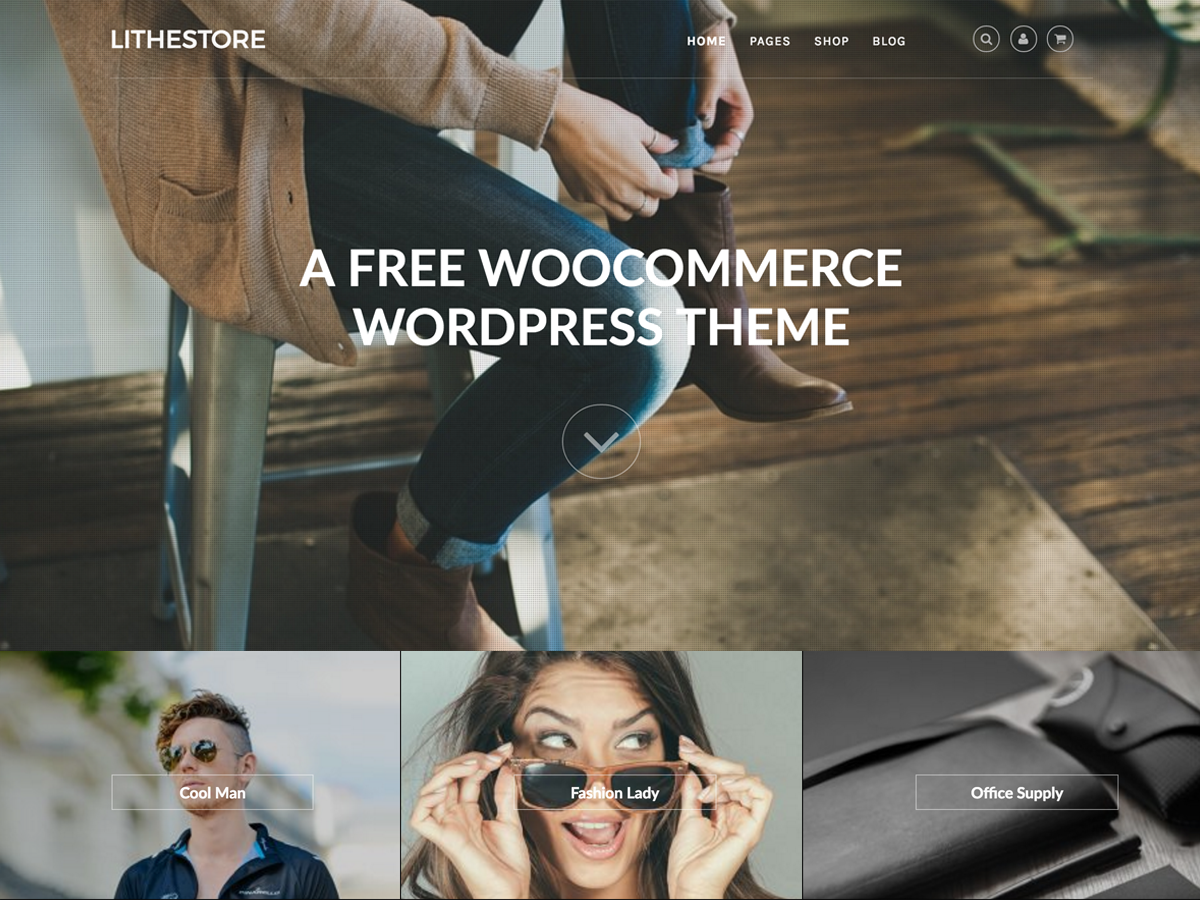 LITHESTORE
HOME PAGES SHOP BLOG
A FREE WOOCOMMERCE
WORDPRESS THEME
Cool Man
Fashion Lady
Office Supply